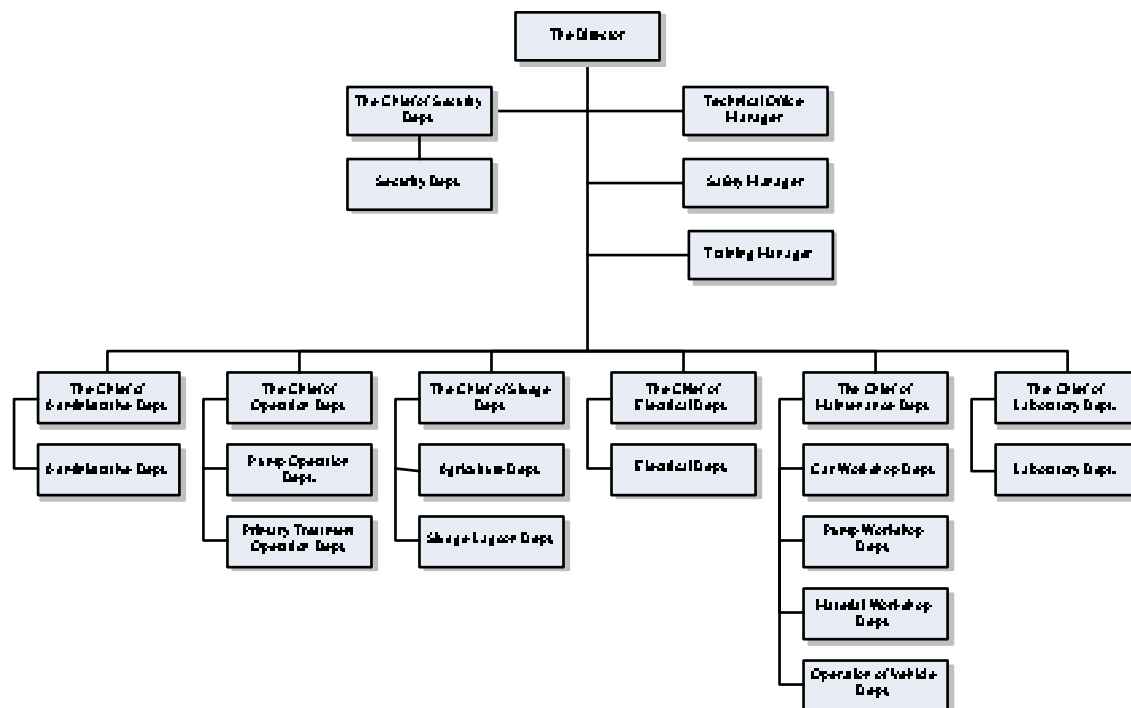 The Director
The Chief of Security
Dept.
Technical Office
Manager
Security Dept.
Safety Manager
Training Manager
The Chief of
Administrative Dept.
The Chief of
Operation Dept.
The Chief of
Dept.
The Chief of
Electrical Dept.
The Chief of
Maintenance Dept.
The Chief of
Laboratory Dept.
Administrative Dept.
Pump Operation
Dept.
Agriculture Dept.
Electrical Dept.
Car Workshop Dept.
Laboratory Dept.
Primary Treatment
Operation Dept.
Lagoon Dept.
Pump Workshop
Dept.
Workshop
Dept.
Operation of Vehicle
Dept.